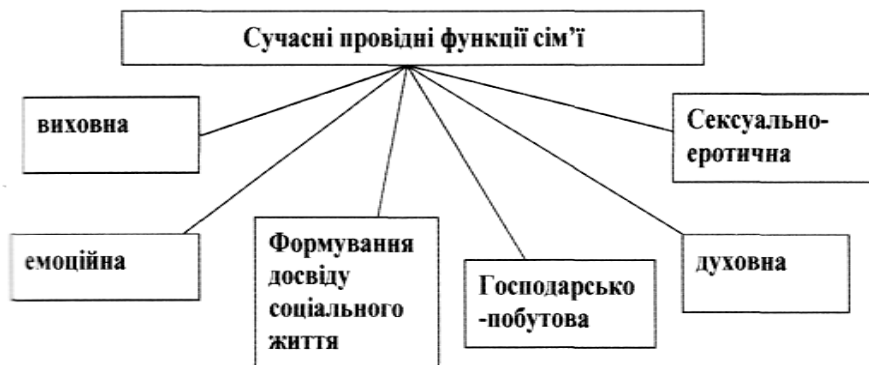 Сучасні провідні функції сім’ї
виховна
Сексуально-
еротична
емоційна
Формування
досвіду
соціального
життя
Господарсько
-побутова
духовна